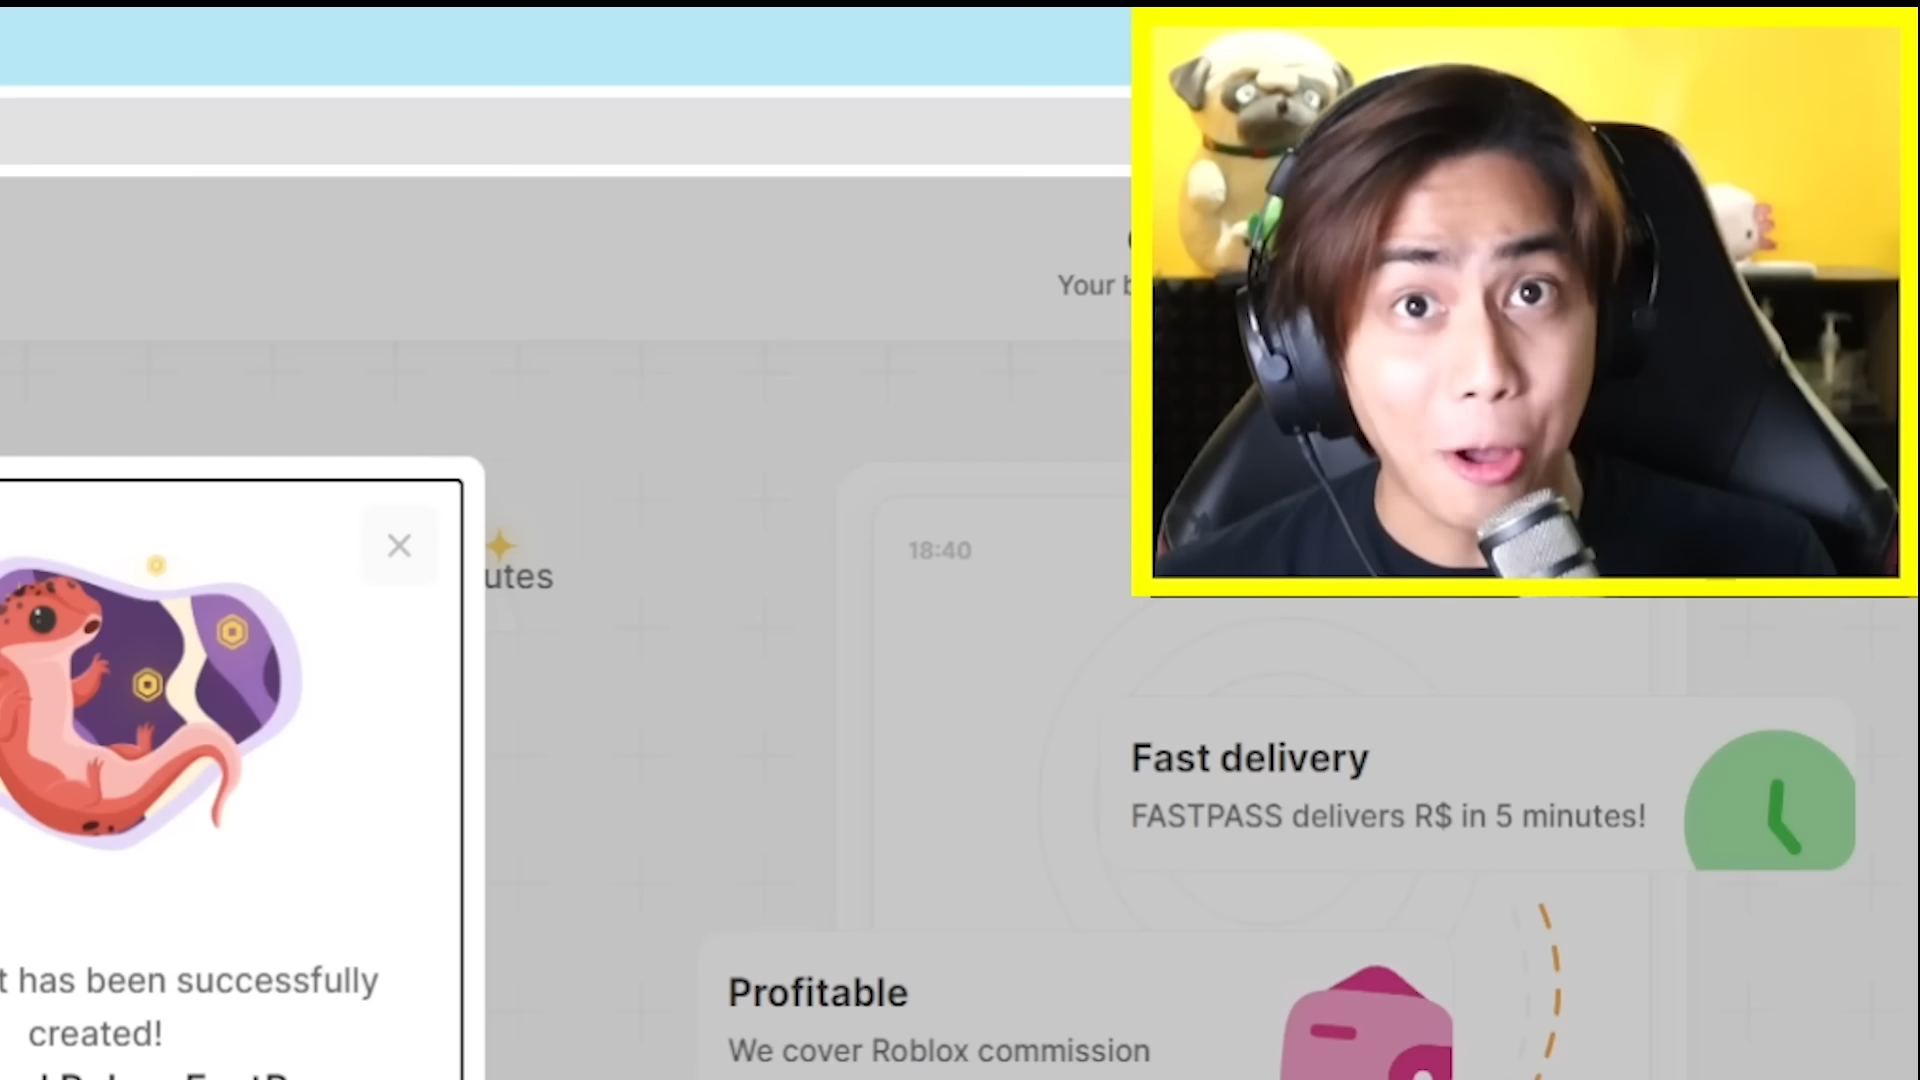 Your
utes
18:40
Fast delivery
FASTPASS delivers R$ in 5 minutes!
has been successfully
created!
Profitable
We cover Roblox commission